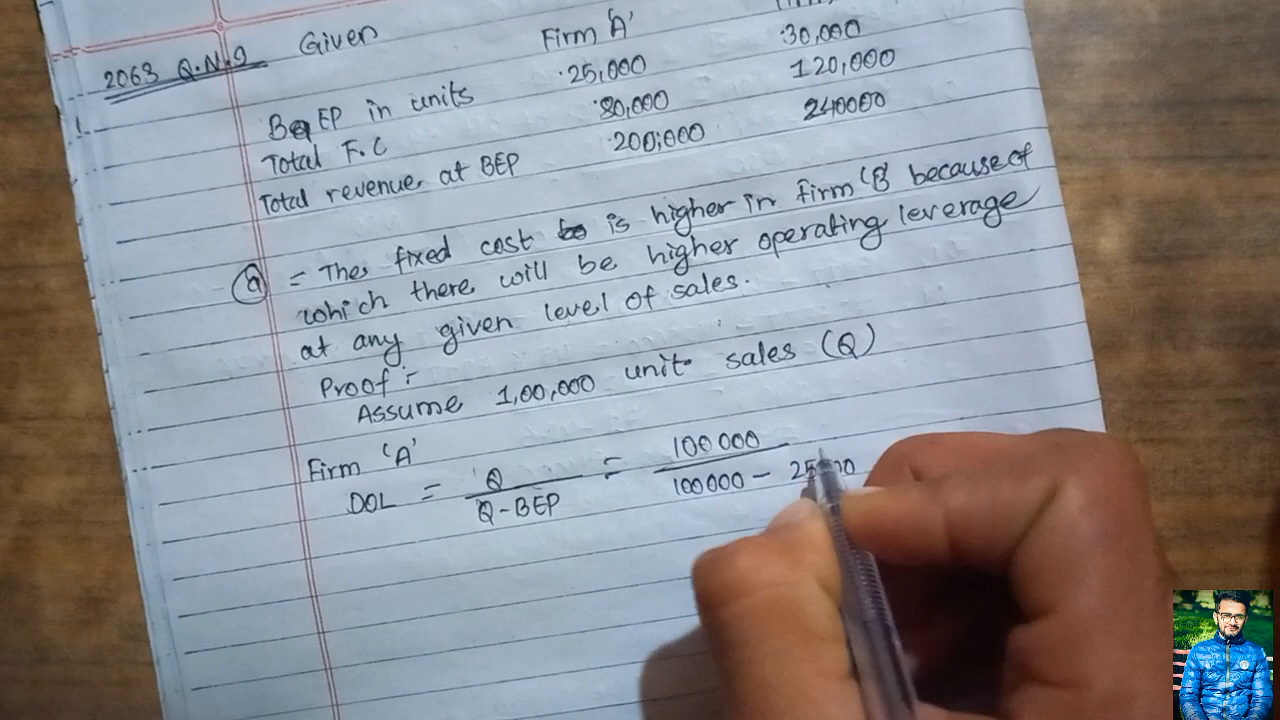 2063 Q.N.9 Given Firm 'A'
BEP in units 25,000 30,000
Total F.C 80,000 120,000
Total revenue at BEP 200,000 240000
(a) = The fixed cost is higher in firm 'B' because of
which there will be higher operating leverage
at any given level of sales.
Proof :-
Assume 1,00,000 unit sales (Q)
Firm 'A'
DOL = Q / Q - BEP = 100000 / 100000 -